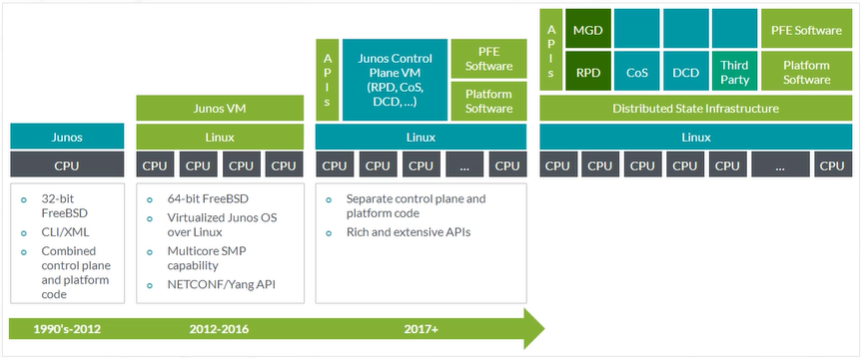 Junos
CPU
32-bit
FreeBSD
CLI/XML
Combined
control plane
and platform
code
Junos VM
Linux
CPU CPU CPU CPU
64-bit FreeBSD
Virtualized Junos OS
over Linux
Multicore SMP
capability
NETCONF/Yang API
APIs
Junos Control
Plane VM
(RPD, CoS,
DCD, ...)
PFE
Software
Platform
Software
Linux
CPU CPU CPU ... CPU
Separate control plane and
platform code
Rich and extensive APIs
APIs
MGD
PFE Software
RPD
CoS
DCD
Third
Party
Platform
Software
Distributed State Infrastructure
Linux
CPU CPU CPU CPU CPU ... CPU
1990's-2012
2012-2016
2017+